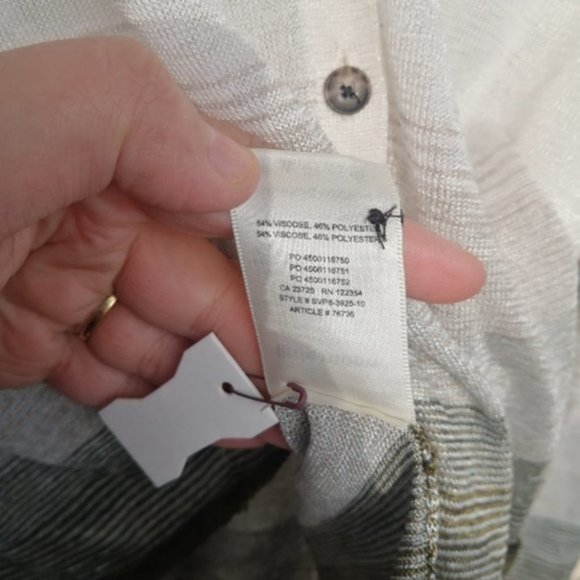 54% VISCOSE, 46% POLYESTER
54% VISCOSE, 46% POLYESTER
PO 4500116750
PO 4500116751
PO 4500116752
CA 23725 RN 122354
STYLE # SVP8-3925-10
ARTICLE # 76735